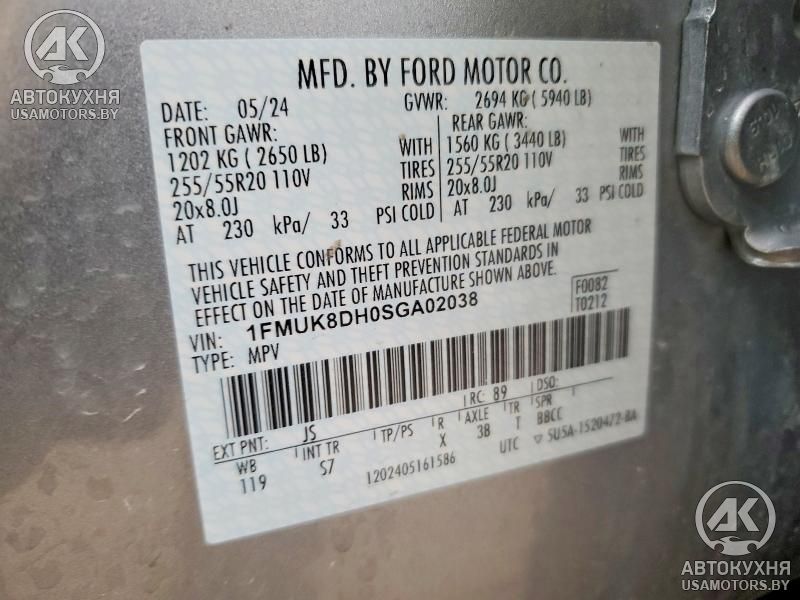 AK
АВТОКУХНЯ
USAMOTORS.BY
MFD. BY FORD MOTOR CO.
DATE: 05/24 GVWR: 2694 KG (5940 LB)
FRONT GAWR: REAR GAWR:
1202 KG (2650 LB) WITH 1560 KG (3440 LB) WITH
255/55R20 110V TIRES 255/55R20 110V TIRES
20x8.0J RIMS 20x8.0J RIMS
AT 230 kPa/ 33 PSI COLD AT 230 kPa/ 33 PSI COLD
THIS VEHICLE CONFORMS TO ALL APPLICABLE FEDERAL MOTOR
VEHICLE SAFETY AND THEFT PREVENTION STANDARDS IN
EFFECT ON THE DATE OF MANUFACTURE SHOWN ABOVE.
F0082
T0212
VIN: 1FMUK8DH0SGA02038
TYPE: MPV
RC: 89 DSO:
EXT PNT: JS
WB INT TR TP/PS R AXLE TR SPR
119 S7 X 3B T BBCC
1202405161586 UTC ▽ 5U5A-1520472-BA
AK
АВТОКУХНЯ
USAMOTORS.BY